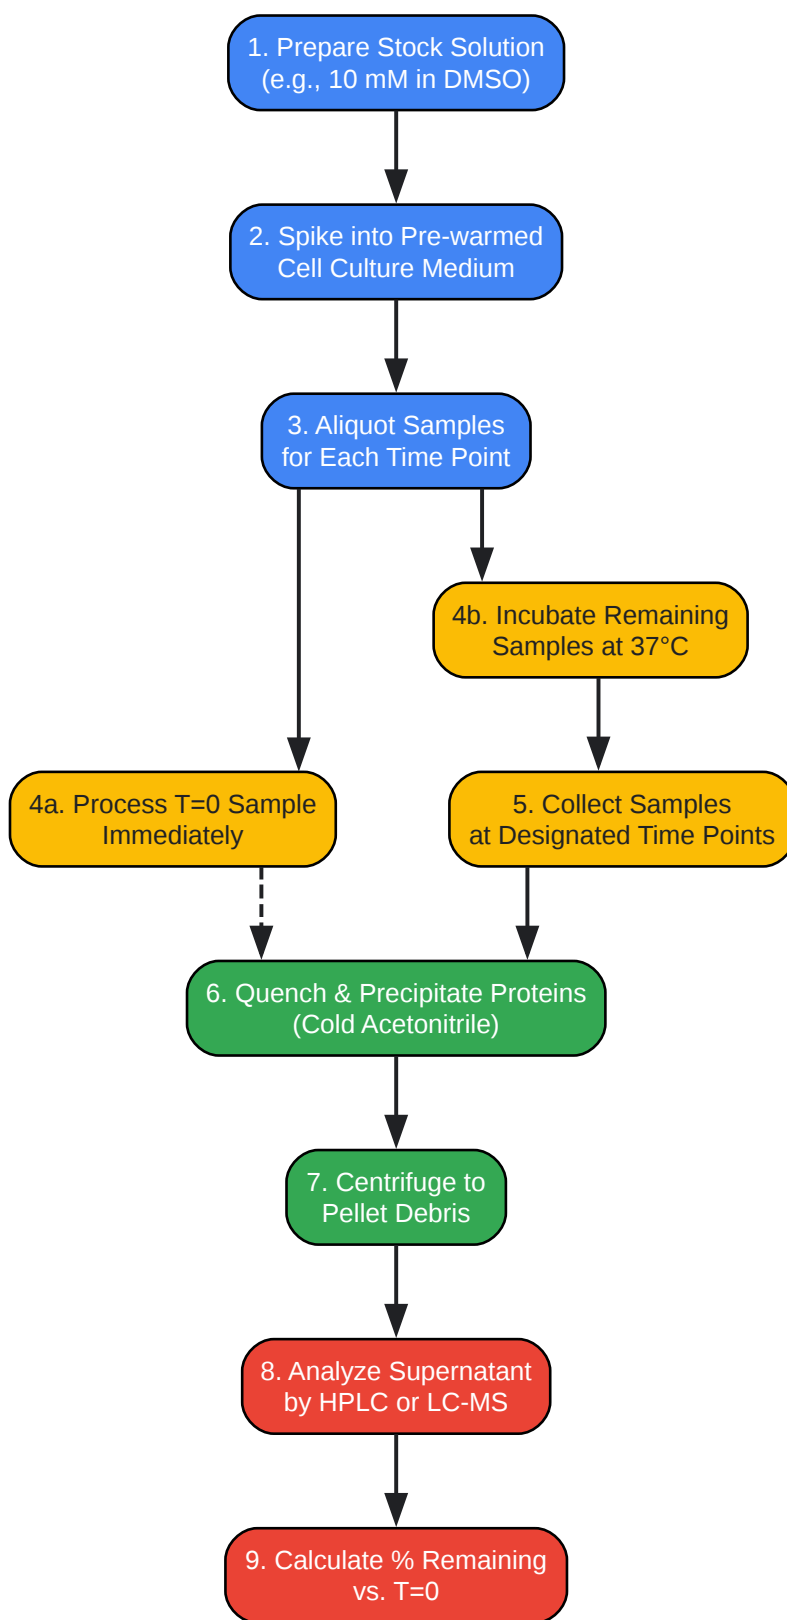 1. Prepare Stock Solution
(e.g., 10 mM in DMSO)
2. Spike into Pre-warmed
Cell Culture Medium
3. Aliquot Samples
for Each Time Point
4b. Incubate Remaining
Samples at 37°C
4a. Process T=0 Sample
Immediately
5. Collect Samples
at Designated Time Points
6. Quench & Precipitate Proteins
(Cold Acetonitrile)
7. Centrifuge to
Pellet Debris
8. Analyze Supernatant
by HPLC or LC-MS
9. Calculate % Remaining
vs. T=0